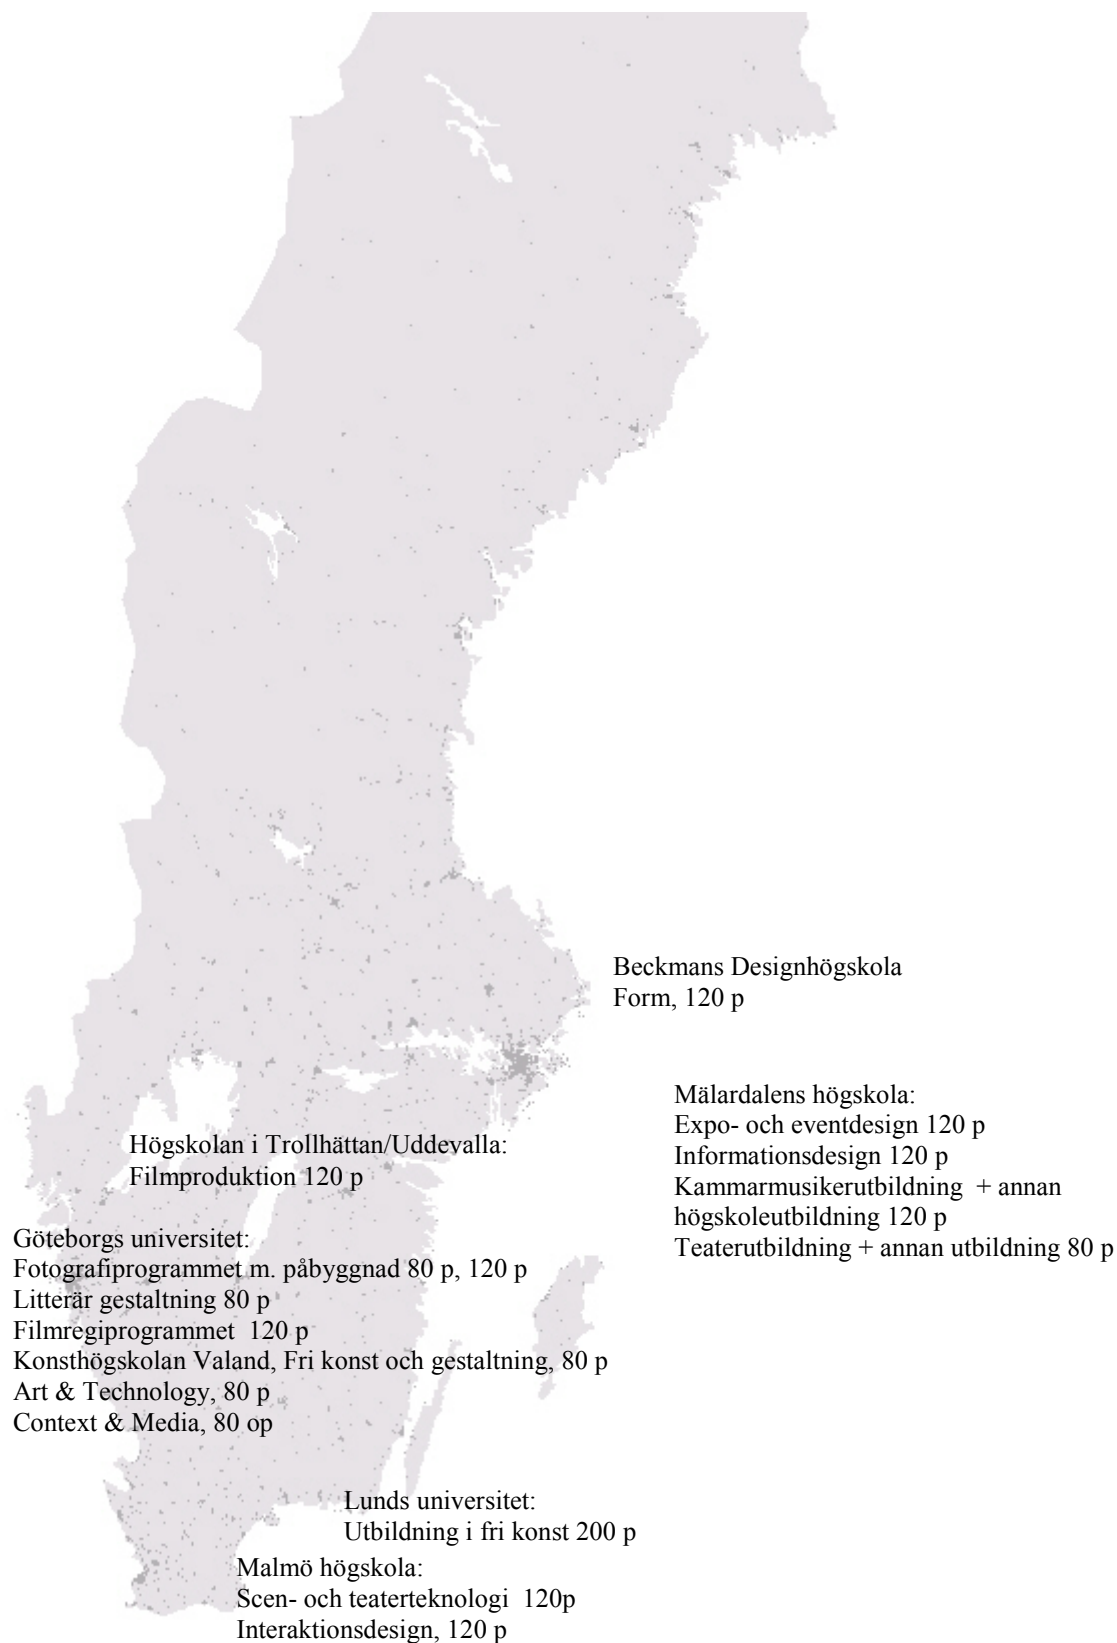 Beckmans Designhögskola
Form, 120 p
Mälardalens högskola:
Expo- och eventdesign 120 p
Informationsdesign 120 p
Kammarmusikerutbildning + annan
högskoleutbildning 120 p
Teaterutbildning + annan utbildning 80 p
Högskolan i Trollhättan/Uddevalla:
Filmproduktion 120 p
Göteborgs universitet:
Fotografiprogrammet m. påbyggnad 80 p, 120 p
Litterär gestaltning 80 p
Filmregiprogrammet 120 p
Konsthögskolan Valand, Fri konst och gestaltning, 80 p
Art & Technology, 80 p
Context & Media, 80 op
Lunds universitet:
Utbildning i fri konst 200 p
Malmö högskola:
Scen- och teaterteknologi 120p
Interaktionsdesign, 120 p